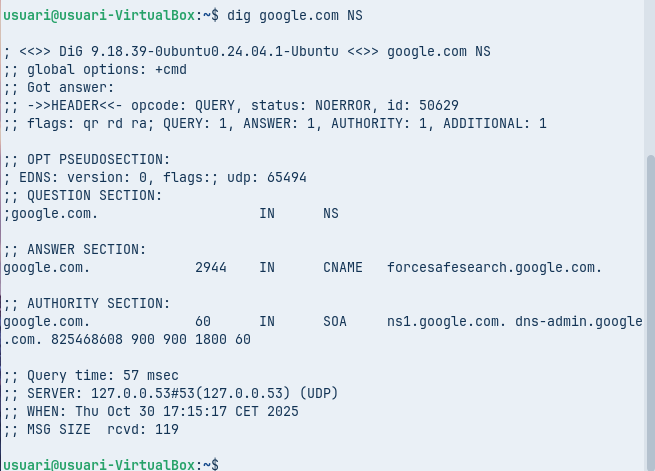 usuari@usuari-VirtualBox:~$ dig google.com NS

; <<>> DiG 9.18.39-0ubuntu0.24.04.1-Ubuntu <<>> google.com NS
;; global options: +cmd
;; Got answer:
;; ->>HEADER<<- opcode: QUERY, status: NOERROR, id: 50629
;; flags: qr rd ra; QUERY: 1, ANSWER: 1, AUTHORITY: 1, ADDITIONAL: 1

;; OPT PSEUDOSECTION:
; EDNS: version: 0, flags:; udp: 65494
;; QUESTION SECTION:
;google.com.                    IN      NS

;; ANSWER SECTION:
google.com.             2944    IN      CNAME   forcesafesearch.google.com.

;; AUTHORITY SECTION:
google.com.             60      IN      SOA     ns1.google.com. dns-admin.google
.com. 825468608 900 900 1800 60

;; Query time: 57 msec
;; SERVER: 127.0.0.53#53(127.0.0.53) (UDP)
;; WHEN: Thu Oct 30 17:15:17 CET 2025
;; MSG SIZE  rcvd: 119

usuari@usuari-VirtualBox:~$